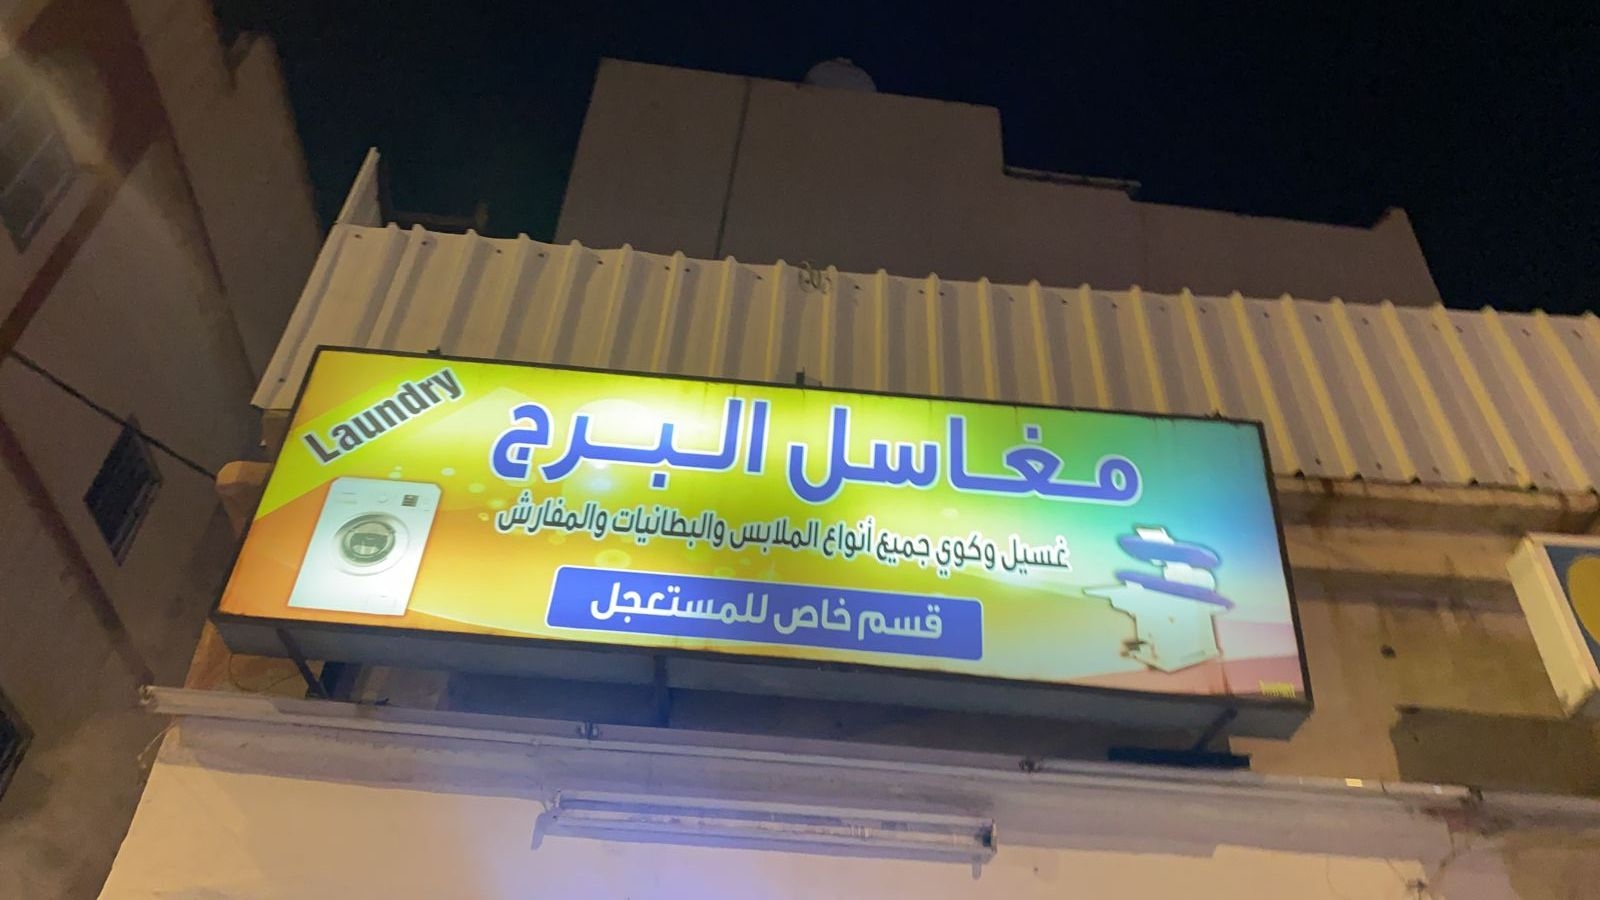 Laundry
مغاسل البرج
غسيل وكوي جميع أنواع الملابس والبطانيات والمفارش
قسم خاص للمستعجل